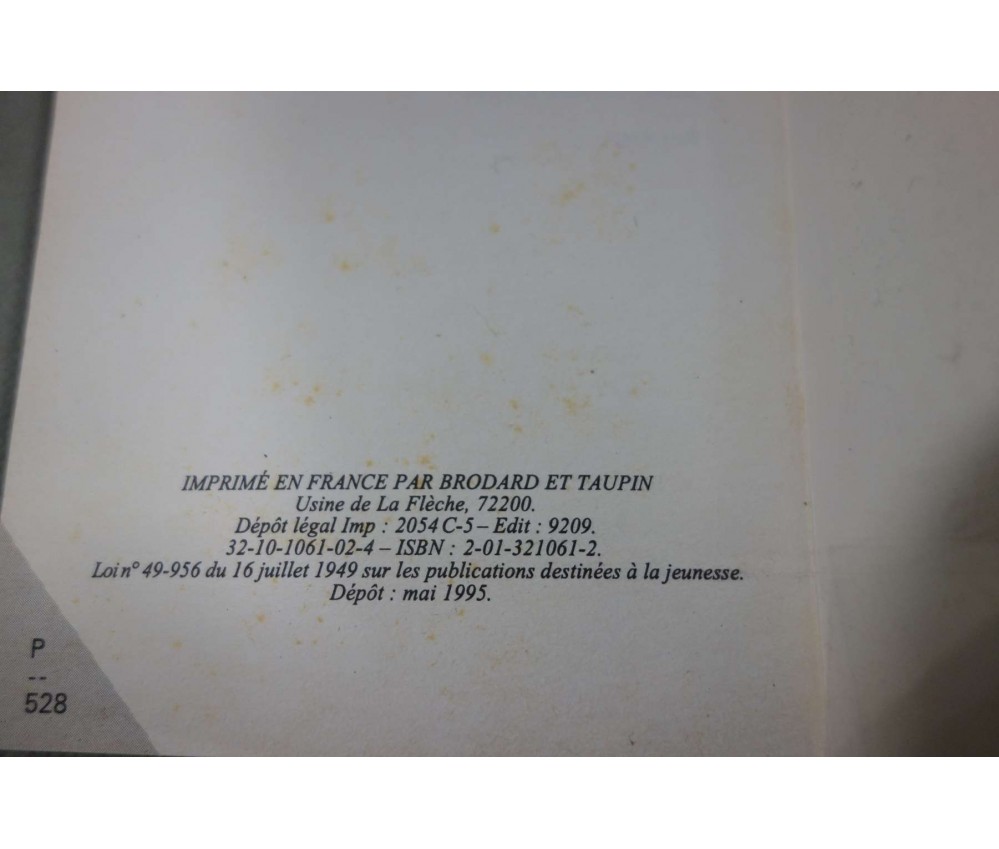 IMPRIMÉ EN FRANCE PAR BRODARD ET TAUPIN
Usine de La Flèche, 72200.
Dépôt légal Imp : 2054 C-5 – Edit : 9209.
32-10-1061-02-4 – ISBN : 2-01-321061-2.
Loi n° 49-956 du 16 juillet 1949 sur les publications destinées à la jeunesse.
Dépôt : mai 1995.
P
--
528